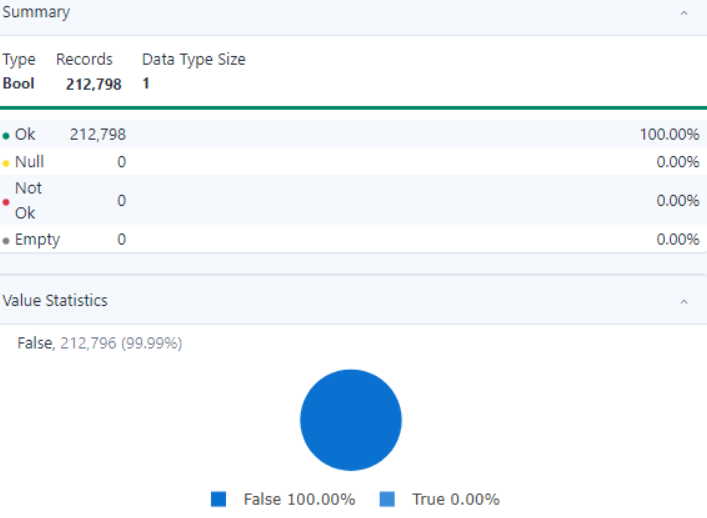 Summary
Type Records Data Type Size
Bool 212,798 1
Ok 212,798 100.00%
Null 0 0.00%
Not
Ok 0 0.00%
Empty 0 0.00%
Value Statistics
False, 212,796 (99.99%)
False 100.00% True 0.00%